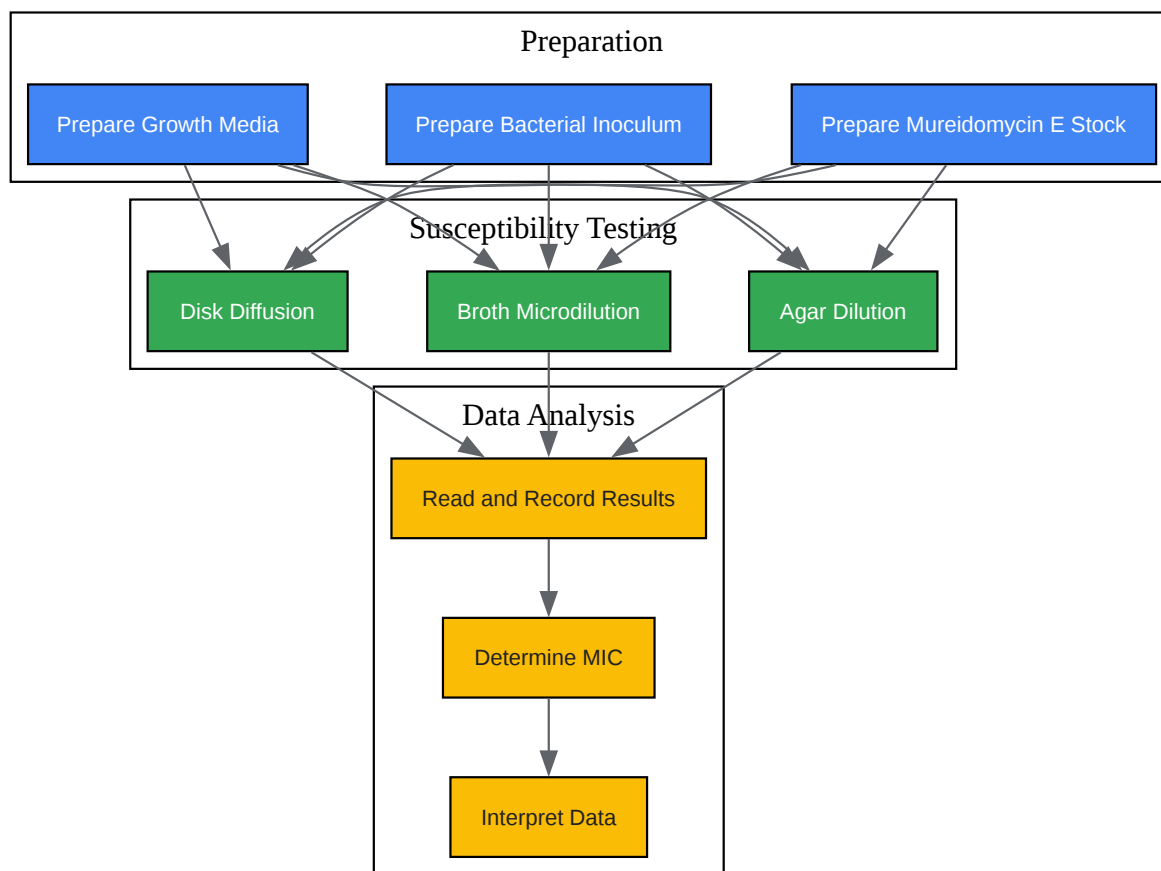 Preparation
Prepare Growth Media
Prepare Bacterial Inoculum
Prepare Mureidomycin E Stock
Susceptibility Testing
Disk Diffusion
Broth Microdilution
Agar Dilution
Data Analysis
Read and Record Results
Determine MIC
Interpret Data